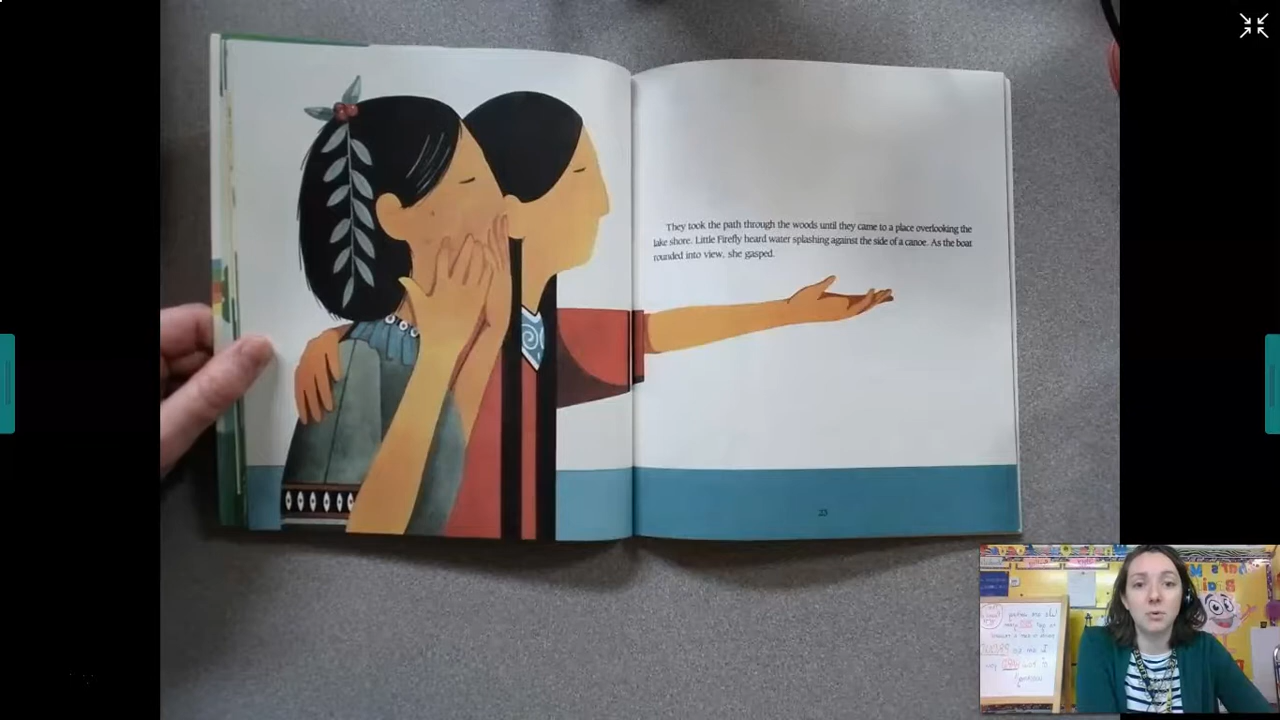 They took the path through the woods until they came to a place overlooking the
lake shore. Little Firefly heard water splashing against the side of a canoe. As the boat
rounded into view, she gasped.
23